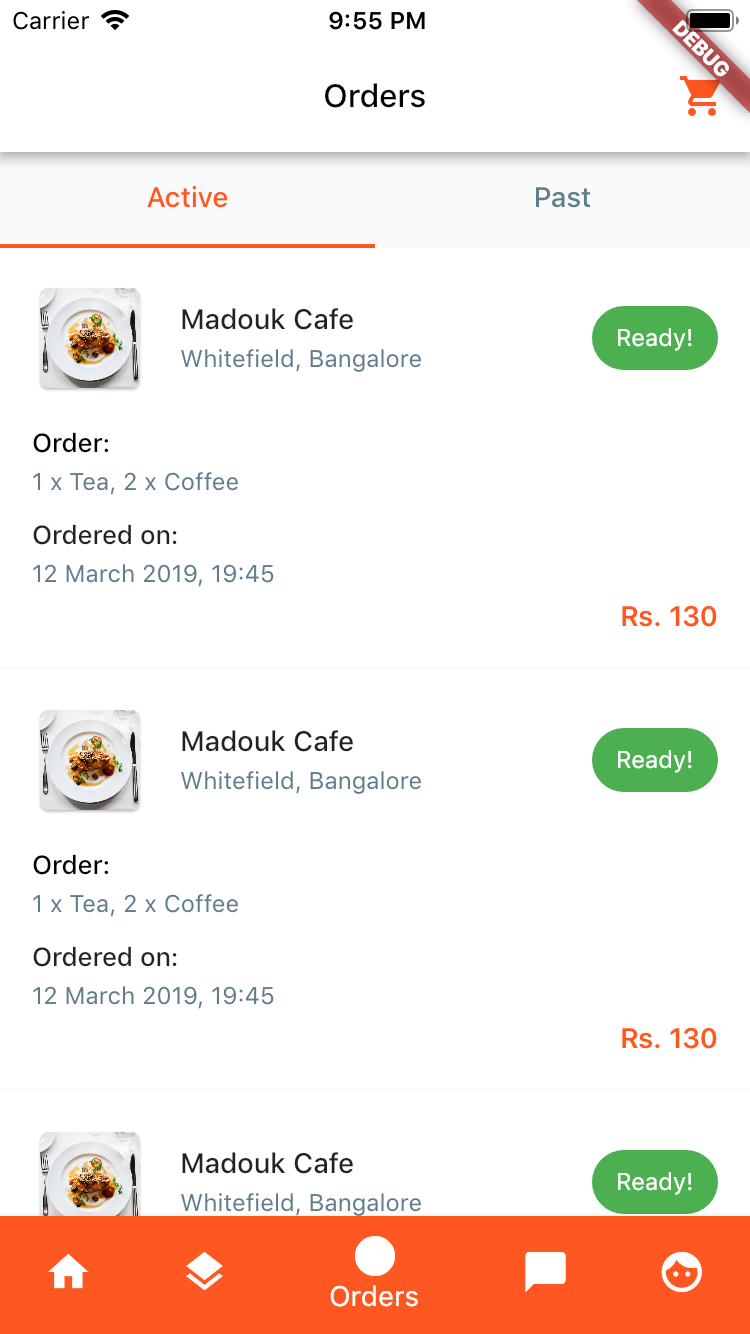 Carrier 9:55 PM
DEBUG
Orders
Active Past
Madouk Cafe
Whitefield, Bangalore
Ready!
Order:
1 x Tea, 2 x Coffee
Ordered on:
12 March 2019, 19:45
Rs. 130
Madouk Cafe
Whitefield, Bangalore
Ready!
Order:
1 x Tea, 2 x Coffee
Ordered on:
12 March 2019, 19:45
Rs. 130
Madouk Cafe
Whitefield, Bangalore
Ready!
Orders